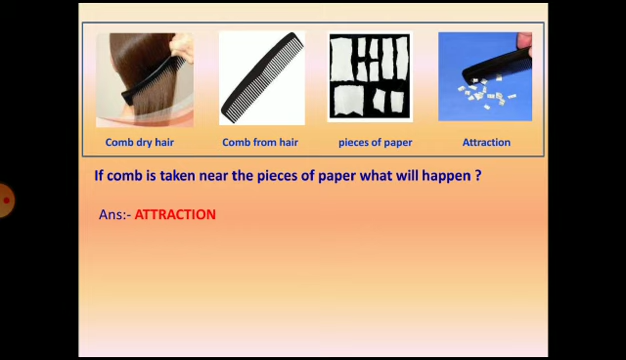 Comb dry hair
Comb from hair
pieces of paper
Attraction
If comb is taken near the pieces of paper what will happen ?
Ans:- ATTRACTION